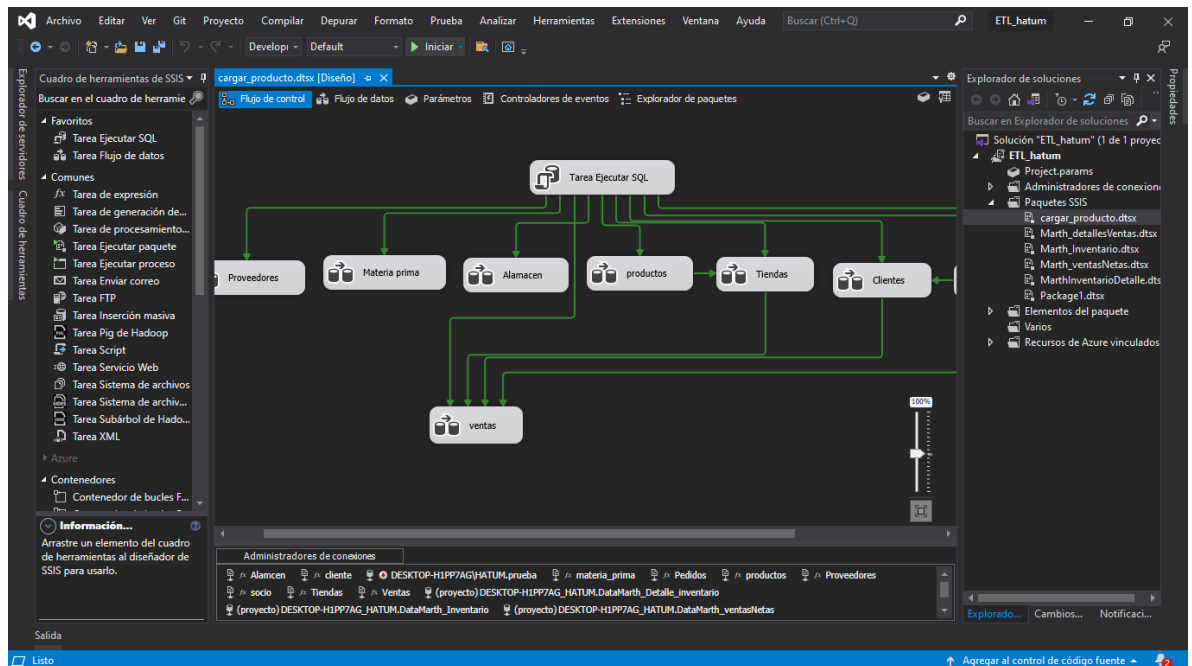 Archivo Editar Ver Git Proyecto Compilar Depurar Formato Prueba Analizar Herramientas Extensiones Ventana Ayuda Buscar (Ctrl+Q) ETL_hatum
Developi Default Iniciar
Explorador de servidores
Cuadro de herramientas
Cuadro de herramientas de SSIS
Buscar en el cuadro de herramie
Favoritos
Tarea Ejecutar SQL
Tarea Flujo de datos
Comunes
Tarea de expresión
Tarea de generación de...
Tarea de procesamiento...
Tarea Ejecutar paquete
Tarea Ejecutar proceso
Tarea Enviar correo
Tarea FTP
Tarea Inserción masiva
Tarea Pig de Hadoop
Tarea Script
Tarea Servicio Web
Tarea Sistema de archivos
Tarea Sistema de archiv...
Tarea Subárbol de Hado...
Tarea XML
Azure
Contenedores
Contenedor de bucles F...
Información...
Arrastre un elemento del cuadro
de herramientas al diseñador de
SSIS para usarlo.
cargar_producto.dtsx [Diseño]
Flujo de control Flujo de datos Parámetros Controladores de eventos Explorador de paquetes
Tarea Ejecutar SQL
Proveedores
Materia prima
Alamacen
productos
Tiendas
Clientes
ventas
100%
Administradores de conexiones
Alamcen cliente DESKTOP-H1PP7AG\HATUM.prueba materia_prima Pedidos productos Proveedores
socio Tiendas Ventas (proyecto) DESKTOP-H1PP7AG_HATUM.DataMarth_Detalle_inventario
(proyecto) DESKTOP-H1PP7AG_HATUM.DataMarth_Inventario (proyecto) DESKTOP-H1PP7AG_HATUM.DataMarth_ventasNetas
Explorador de soluciones
Buscar en Explorador de soluciones
Solución "ETL_hatum" (1 de 1 proyec
ETL_hatum
Project.params
Administradores de conexion
Paquetes SSIS
cargar_producto.dtsx
Marth_detallesVentas.dtsx
Marth_Inventario.dtsx
Marth_ventasNetas.dtsx
MarthInventarioDetalle.dts
Package1.dtsx
Elementos del paquete
Varios
Recursos de Azure vinculados
Explorado... Cambios... Notificaci...
Propiedades
Salida
Listo
Agregar al control de código fuente
2